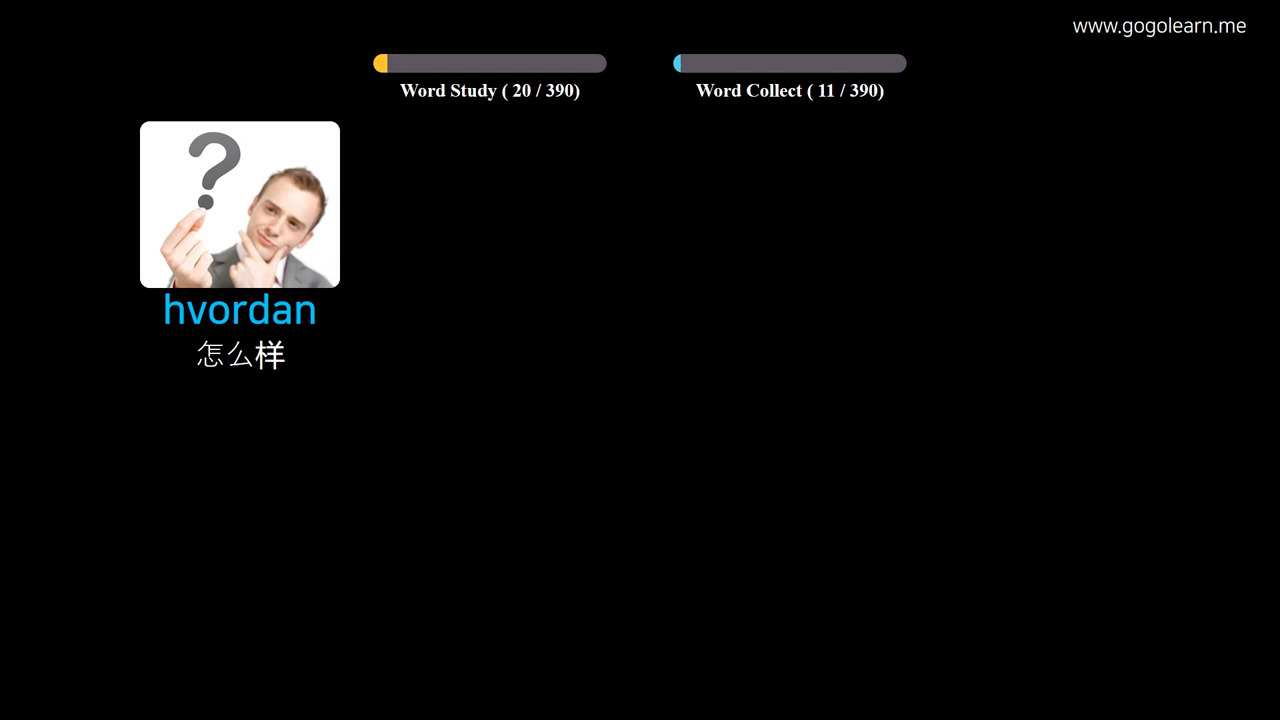 www.gogolearn.me
Word Study ( 20 / 390)
Word Collect ( 11 / 390)
?
hvordan
怎么样